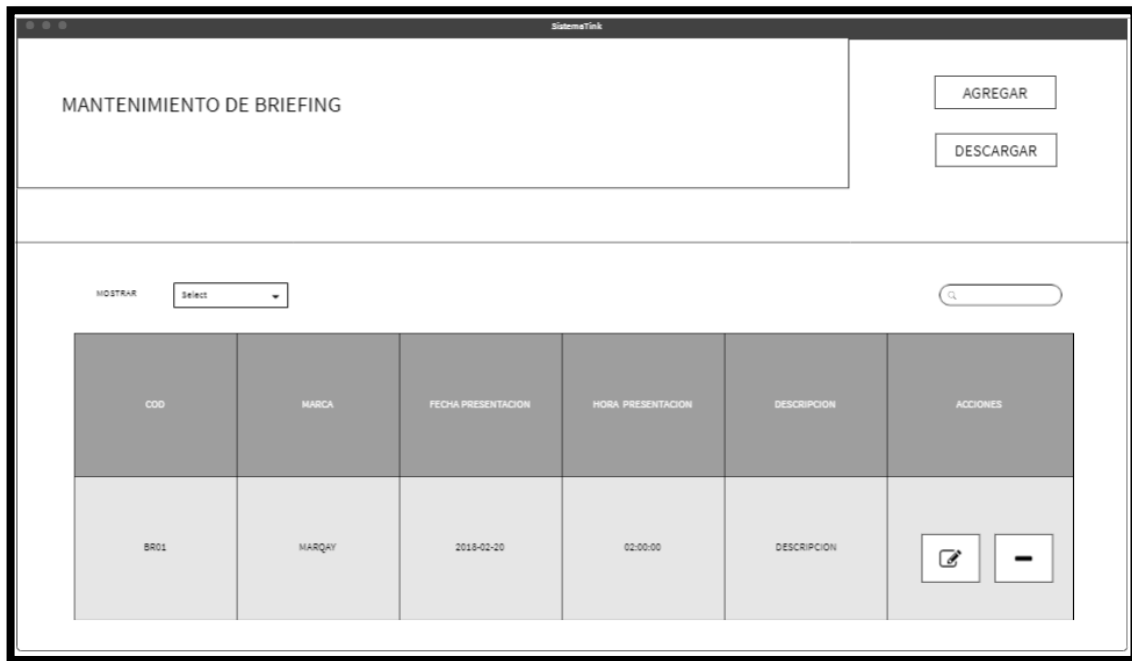 SistemaTink
MANTENIMIENTO DE BRIEFING
AGREGAR
DESCARGAR
MOSTRAR
Select
COD
MARCA
FECHA PRESENTACION
HORA PRESENTACION
DESCRIPCION
ACCIONES
BR01
MARQAY
2018-02-20
02:00:00
DESCRIPCION